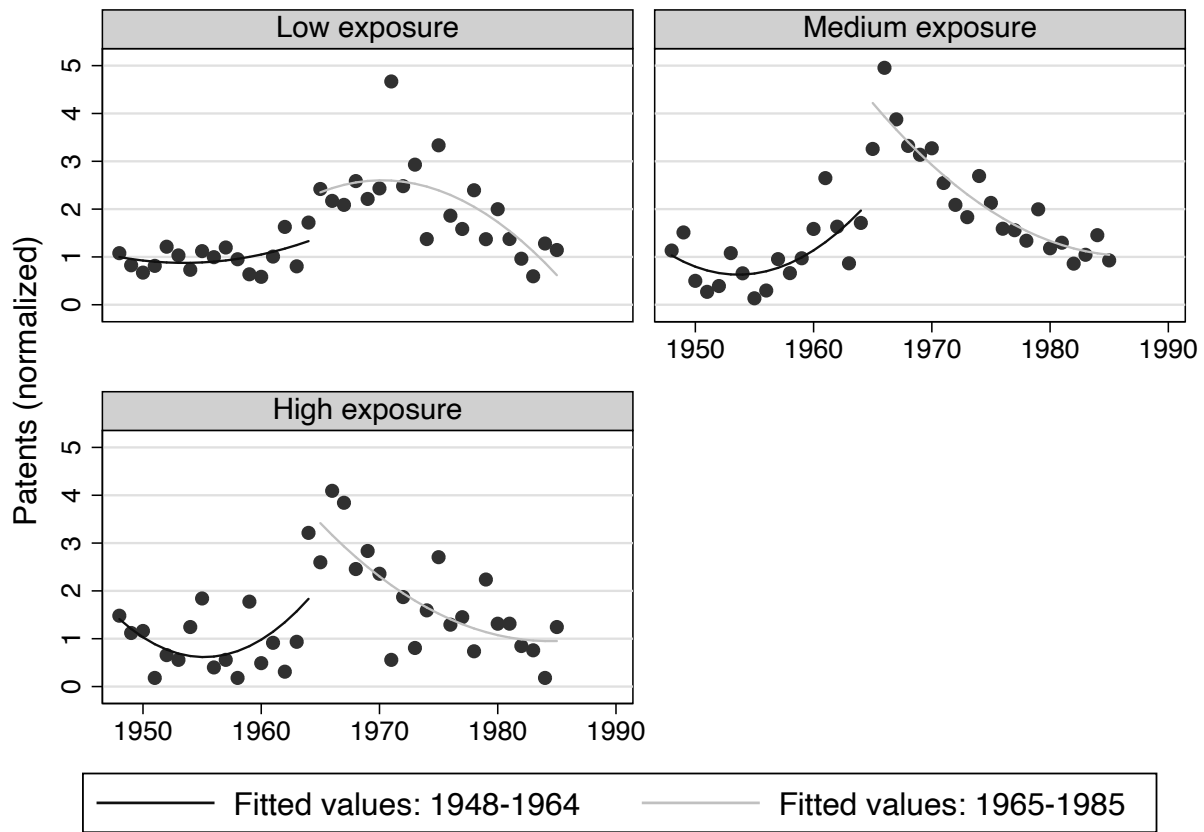 Low exposure
Medium exposure
Patents (normalized)
5
4
3
2
1
0
1950 1960 1970 1980 1990
High exposure
5
4
3
2
1
0
1950 1960 1970 1980 1990
Fitted values: 1948-1964
Fitted values: 1965-1985